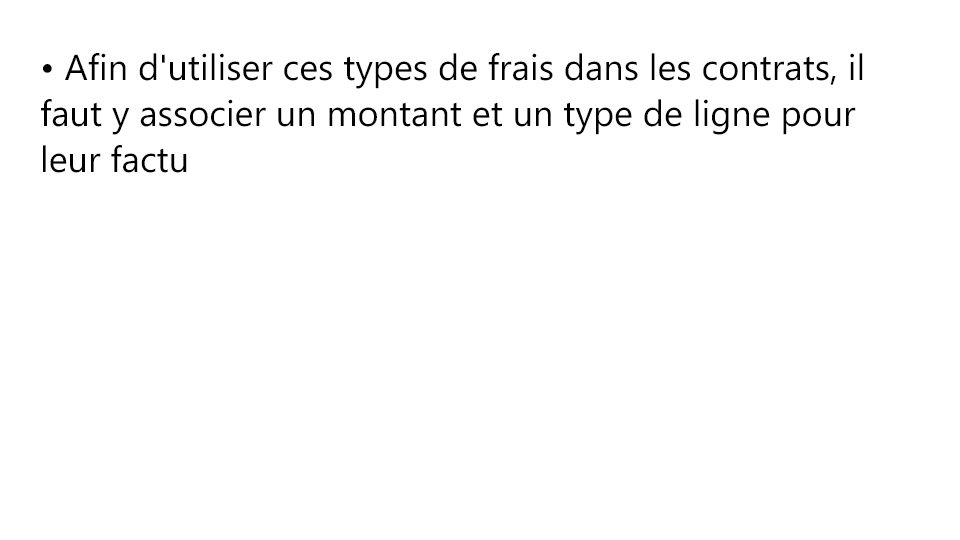 • Afin d'utiliser ces types de frais dans les contrats, il
faut y associer un montant et un type de ligne pour
leur factu